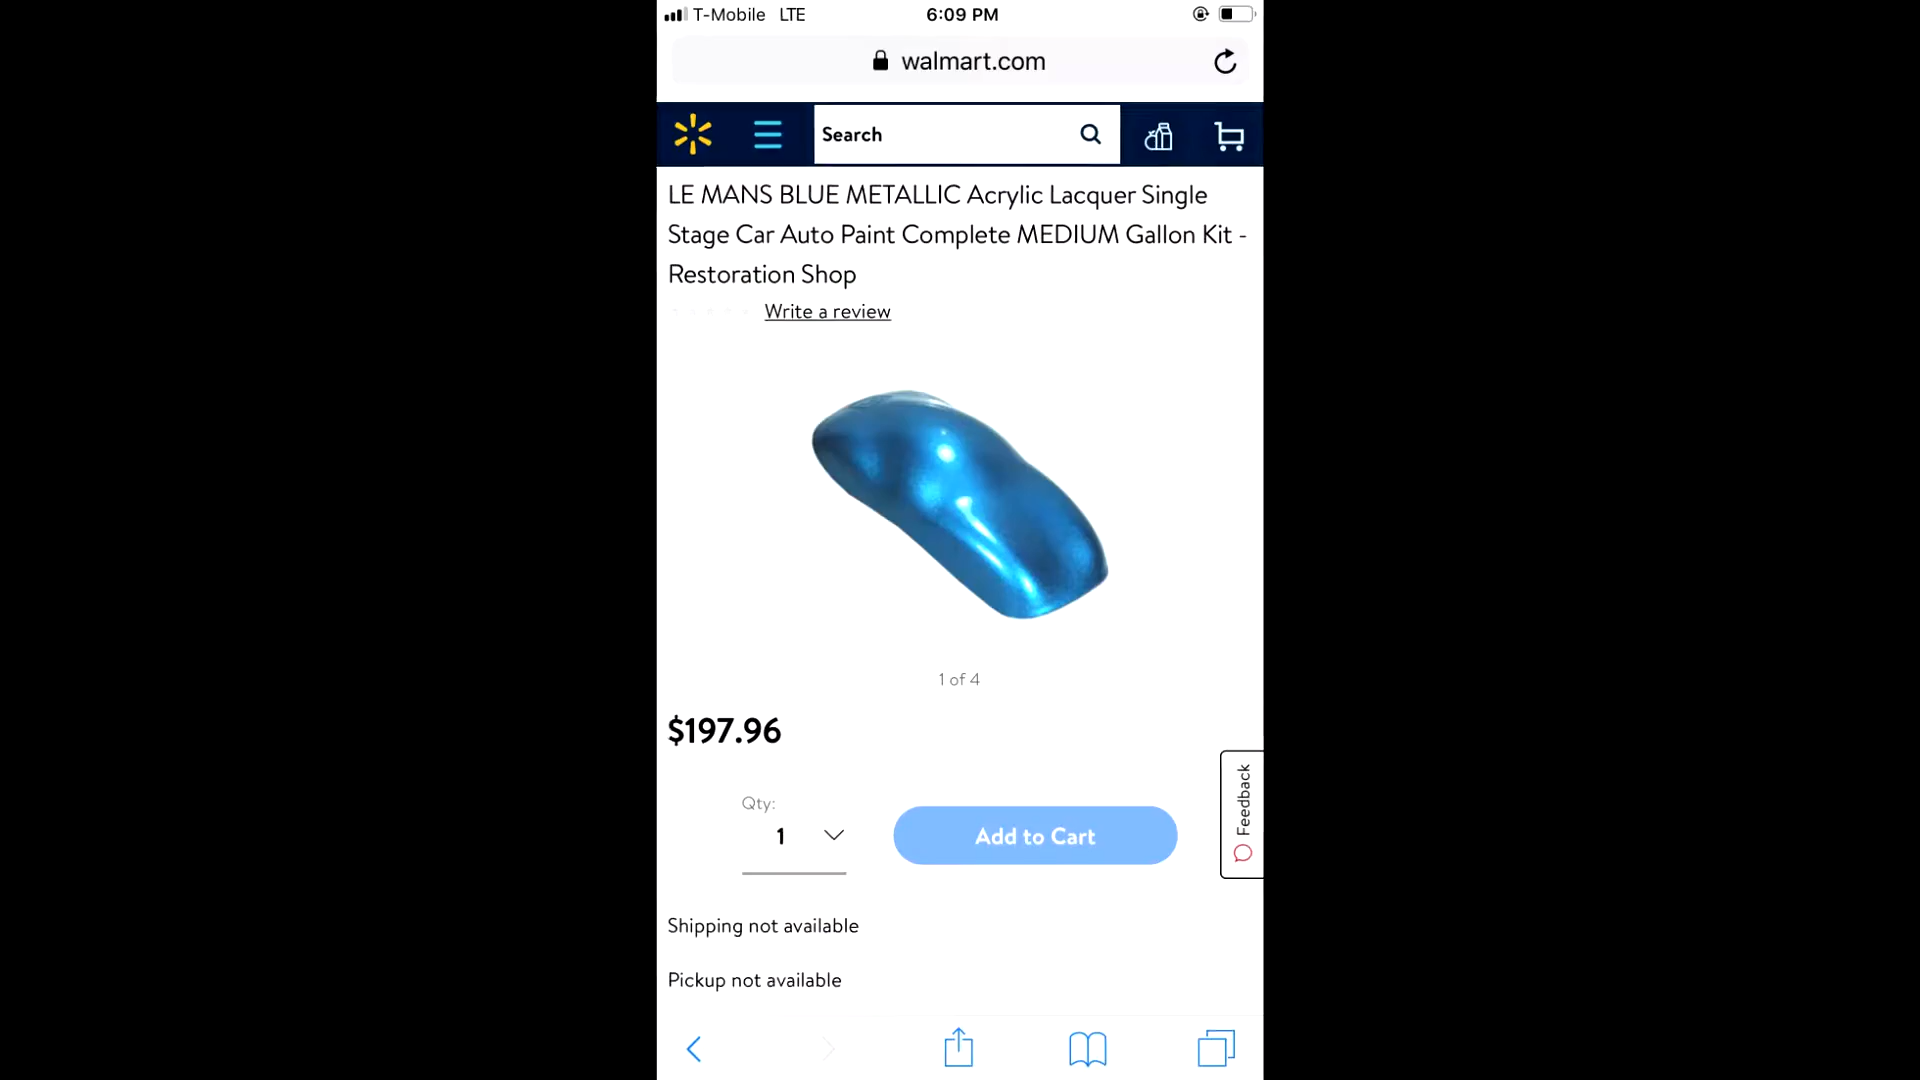 T-Mobile LTE 6:09 PM
walmart.com
Search
LE MANS BLUE METALLIC Acrylic Lacquer Single
Stage Car Auto Paint Complete MEDIUM Gallon Kit -
Restoration Shop
Write a review
1 of 4
$197.96
Feedback
Qty:
1
Add to Cart
Shipping not available
Pickup not available